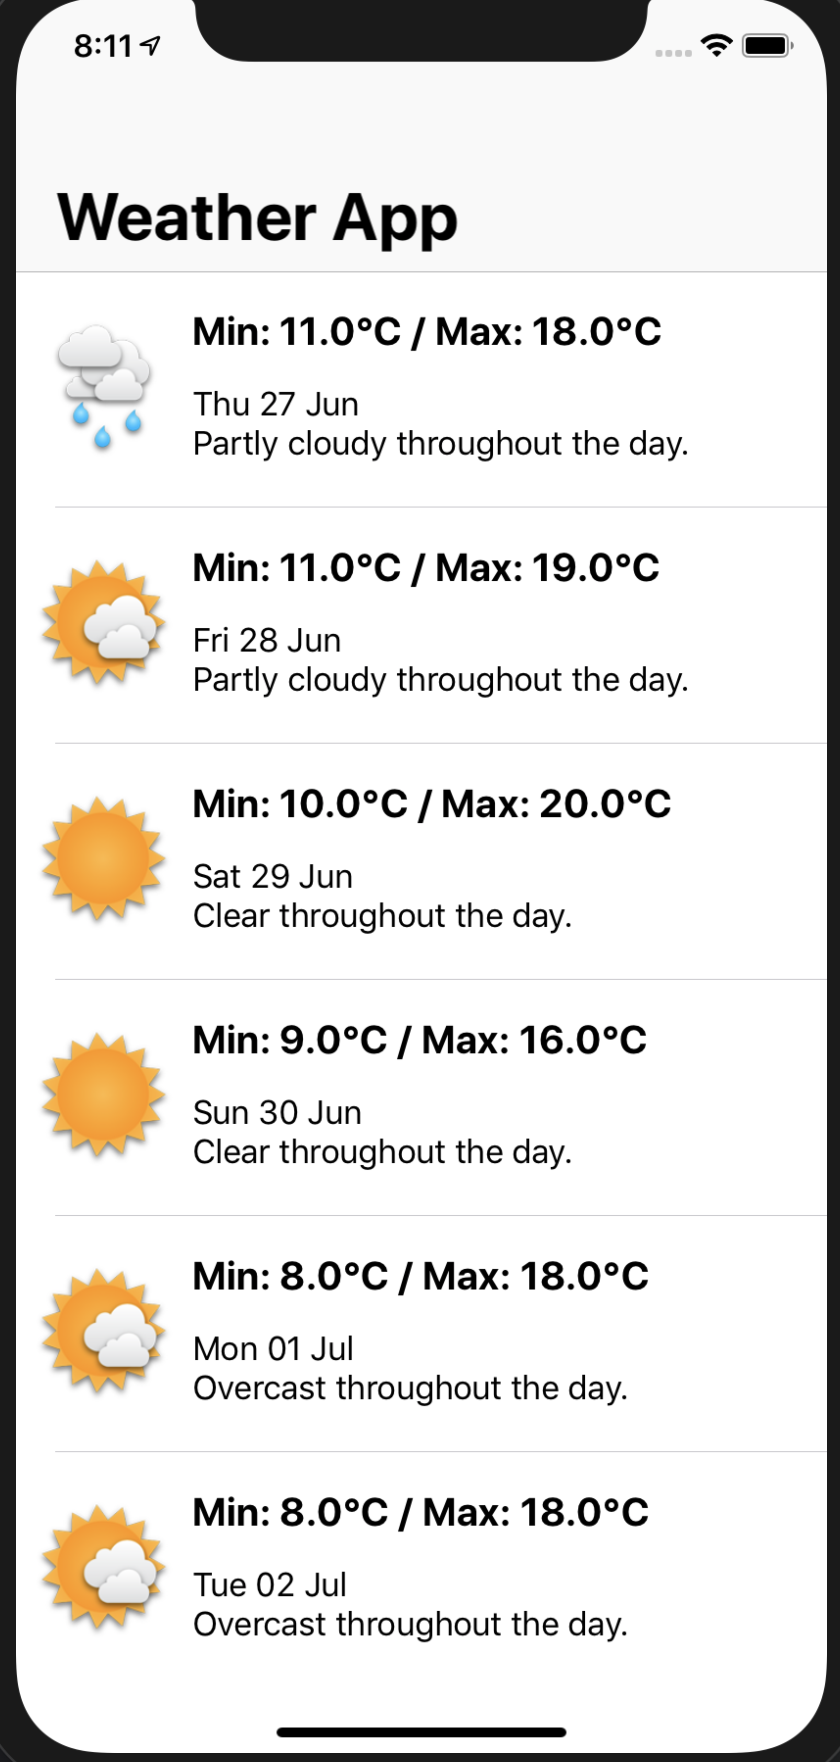 8:11
Weather App
Min: 11.0°C / Max: 18.0°C
Thu 27 Jun
Partly cloudy throughout the day.
Min: 11.0°C / Max: 19.0°C
Fri 28 Jun
Partly cloudy throughout the day.
Min: 10.0°C / Max: 20.0°C
Sat 29 Jun
Clear throughout the day.
Min: 9.0°C / Max: 16.0°C
Sun 30 Jun
Clear throughout the day.
Min: 8.0°C / Max: 18.0°C
Mon 01 Jul
Overcast throughout the day.
Min: 8.0°C / Max: 18.0°C
Tue 02 Jul
Overcast throughout the day.